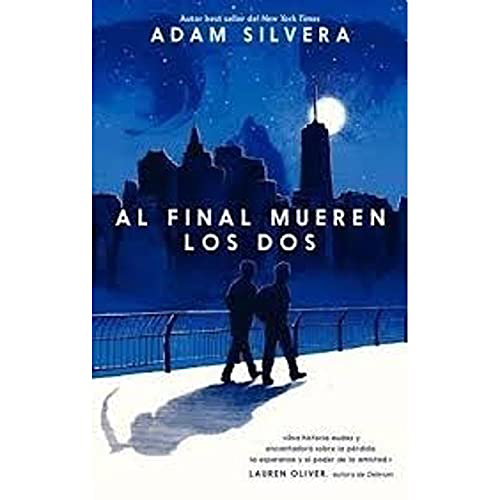 Autor best seller del New York Times
ADAM SILVERA
AL FINAL MUEREN
LOS DOS
«Una historia audaz y
encantadora sobre la pérdida,
la esperanza y el poder de la amistad.»
LAUREN OLIVER, autora de Delirium